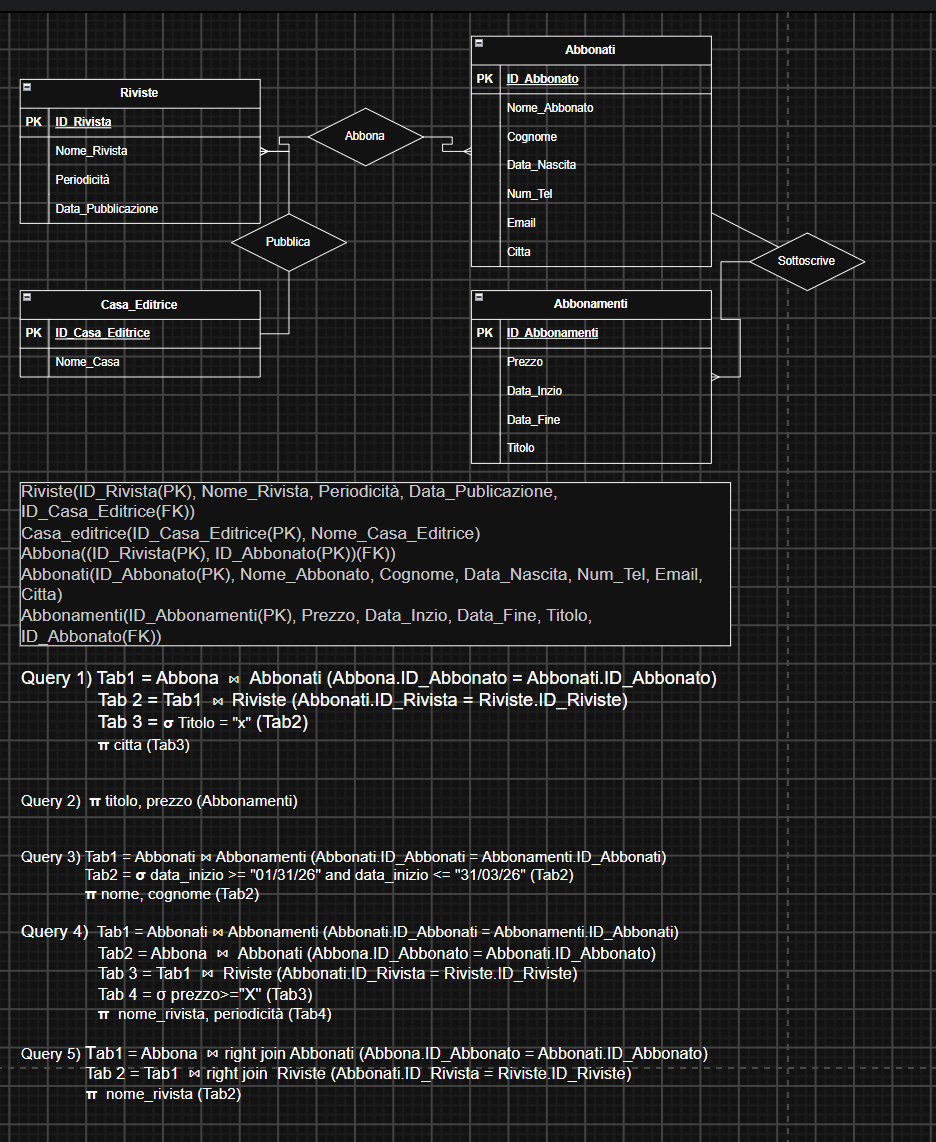 Riviste
PK ID_Rivista
Nome_Rivista
Periodicità
Data_Pubblicazione
Abbona
Abbonati
PK ID_Abbonato
Nome_Abbonato
Cognome
Data_Nascita
Num_Tel
Email
Citta
Pubblica
Sottoscrive
Casa_Editrice
PK ID_Casa_Editrice
Nome_Casa
Abbonamenti
PK ID_Abbonamenti
Prezzo
Data_Inzio
Data_Fine
Titolo
Riviste(ID_Rivista(PK), Nome_Rivista, Periodicità, Data_Publicazione,
ID_Casa_Editrice(FK))
Casa_editrice(ID_Casa_Editrice(PK), Nome_Casa_Editrice)
Abbona((ID_Rivista(PK), ID_Abbonato(PK))(FK))
Abbonati(ID_Abbonato(PK), Nome_Abbonato, Cognome, Data_Nascita, Num_Tel, Email,
Citta)
Abbonamenti(ID_Abbonamenti(PK), Prezzo, Data_Inzio, Data_Fine, Titolo,
ID_Abbonato(FK))
Query 1) Tab1 = Abbona ⋈ Abbonati (Abbona.ID_Abbonato = Abbonati.ID_Abbonato)
Tab 2 = Tab1 ⋈ Riviste (Abbonati.ID_Rivista = Riviste.ID_Riviste)
Tab 3 = σ Titolo = "x" (Tab2)
π citta (Tab3)
Query 2) π titolo, prezzo (Abbonamenti)
Query 3) Tab1 = Abbonati ⋈ Abbonamenti (Abbonati.ID_Abbonati = Abbonamenti.ID_Abbonati)
Tab2 = σ data_inizio >= "01/31/26" and data_inizio <= "31/03/26" (Tab2)
π nome, cognome (Tab2)
Query 4) Tab1 = Abbonati ⋈ Abbonamenti (Abbonati.ID_Abbonati = Abbonamenti.ID_Abbonati)
Tab2 = Abbona ⋈ Abbonati (Abbona.ID_Abbonato = Abbonati.ID_Abbonato)
Tab 3 = Tab1 ⋈ Riviste (Abbonati.ID_Rivista = Riviste.ID_Riviste)
Tab 4 = σ prezzo>="X" (Tab3)
π nome_rivista, periodicità (Tab4)
Query 5) Tab1 = Abbona ⋈ right join Abbonati (Abbona.ID_Abbonato = Abbonati.ID_Abbonato)
Tab 2 = Tab1 ⋈ right join Riviste (Abbonati.ID_Rivista = Riviste.ID_Riviste)
π nome_rivista (Tab2)